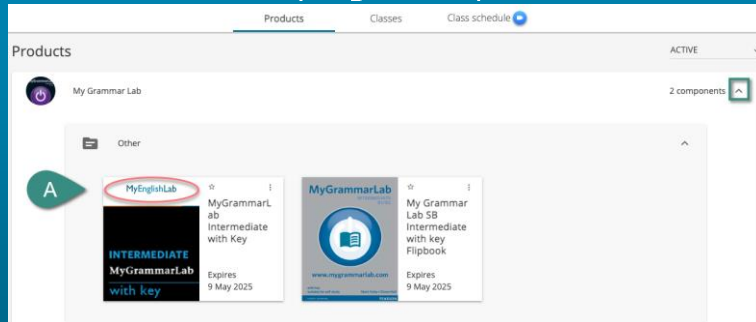 Products Classes Class schedule
Products ACTIVE
My Grammar Lab 2 components
Other
A
MyEnglishLab
INTERMEDIATE
MyGrammarLab
with key
MyGrammarL
ab
Intermediate
with Key
Expires
9 May 2025
MyGrammarLab
www.mygrammarlab.com
PEARSON
My Grammar
Lab SB
Intermediate
with key
Flipbook
Expires
9 May 2025